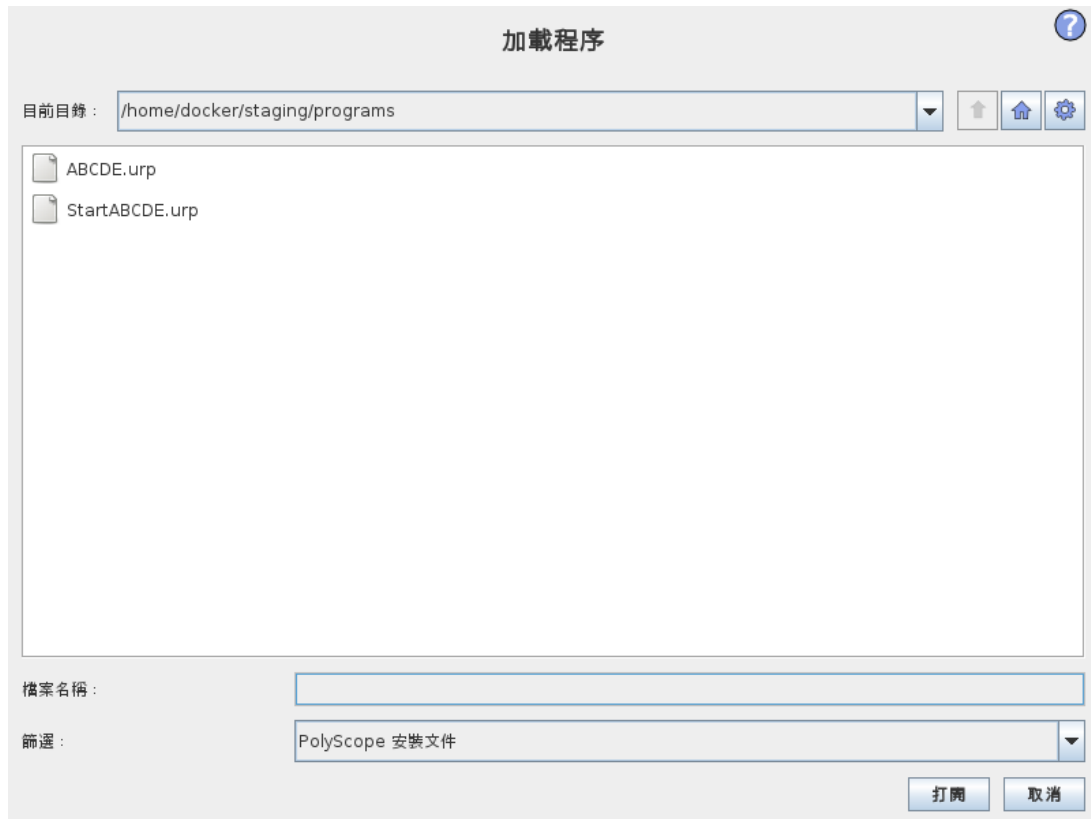 加載程序
?
目前目錄： /home/docker/staging/programs
ABCDE.urp
StartABCDE.urp
檔案名稱：
篩選： PolyScope 安裝文件
打開 取消